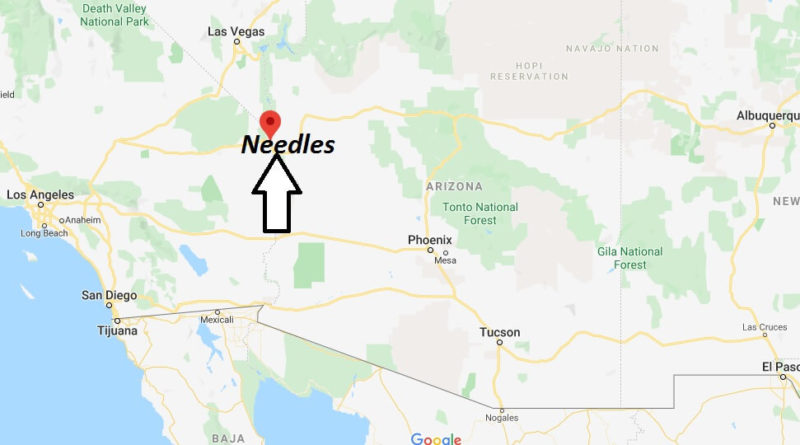 Death Valley
National Park
Las Vegas
NAVAJO NATION
HOPI
RESERVATION
field
Needles
Albuquerqu
Los Angeles
Anaheim
Long Beach
ARIZONA
Tonto National
Forest
NEW
Phoenix
Mesa
Gila National
Forest
San Diego
Tijuana
Mexicali
Tucson
Las Cruces
El Paso
Nogales
BAJA
Google